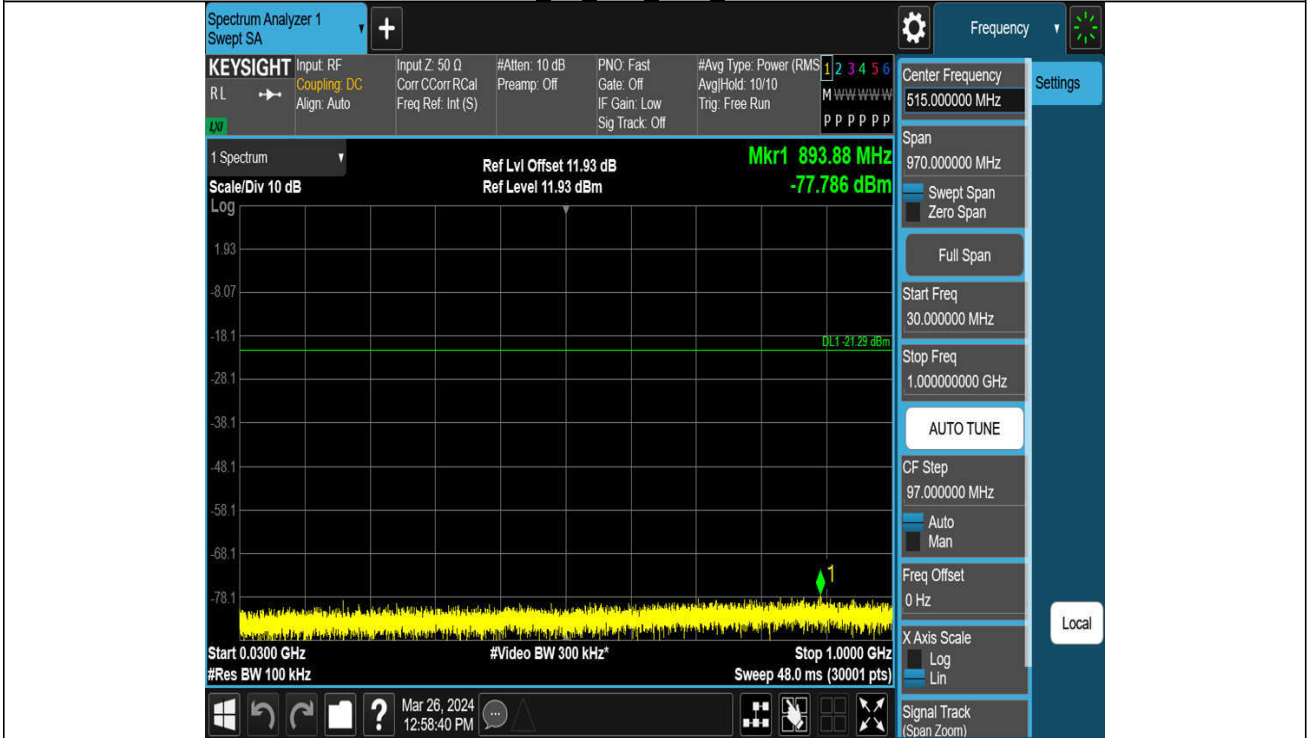 Spectrum Analyzer 1
Swept SA
+
Frequency
KEYSIGHT
RL
LXI
Input: RF
Coupling: DC
Align: Auto
Input Z: 50 Ω
Corr CCorr RCal
Freq Ref: Int (S)
#Atten: 10 dB
Preamp: Off
PNO: Fast
Gate: Off
IF Gain: Low
Sig Track: Off
#Avg Type: Power (RMS
Avg|Hold: 10/10
Trig: Free Run
1 2 3 4 5 6
M W W W W W
P P P P P P
1 Spectrum
Scale/Div 10 dB
Log
Ref Lvl Offset 11.93 dB
Ref Level 11.93 dBm
Mkr1 893.88 MHz
-77.786 dBm
1.93
-8.07
-18.1
DL1 -21.29 dBm
-28.1
-38.1
-48.1
-58.1
-68.1
1
-78.1
Start 0.0300 GHz
#Res BW 100 kHz
#Video BW 300 kHz*
Stop 1.0000 GHz
Sweep 48.0 ms (30001 pts)
Center Frequency
515.000000 MHz
Settings
Span
970.000000 MHz
Swept Span
Zero Span
Full Span
Start Freq
30.000000 MHz
Stop Freq
1.000000000 GHz
AUTO TUNE
CF Step
97.000000 MHz
Auto
Man
Freq Offset
0 Hz
Local
X Axis Scale
Log
Lin
Signal Track
(Span Zoom)
?
Mar 26, 2024
12:58:40 PM